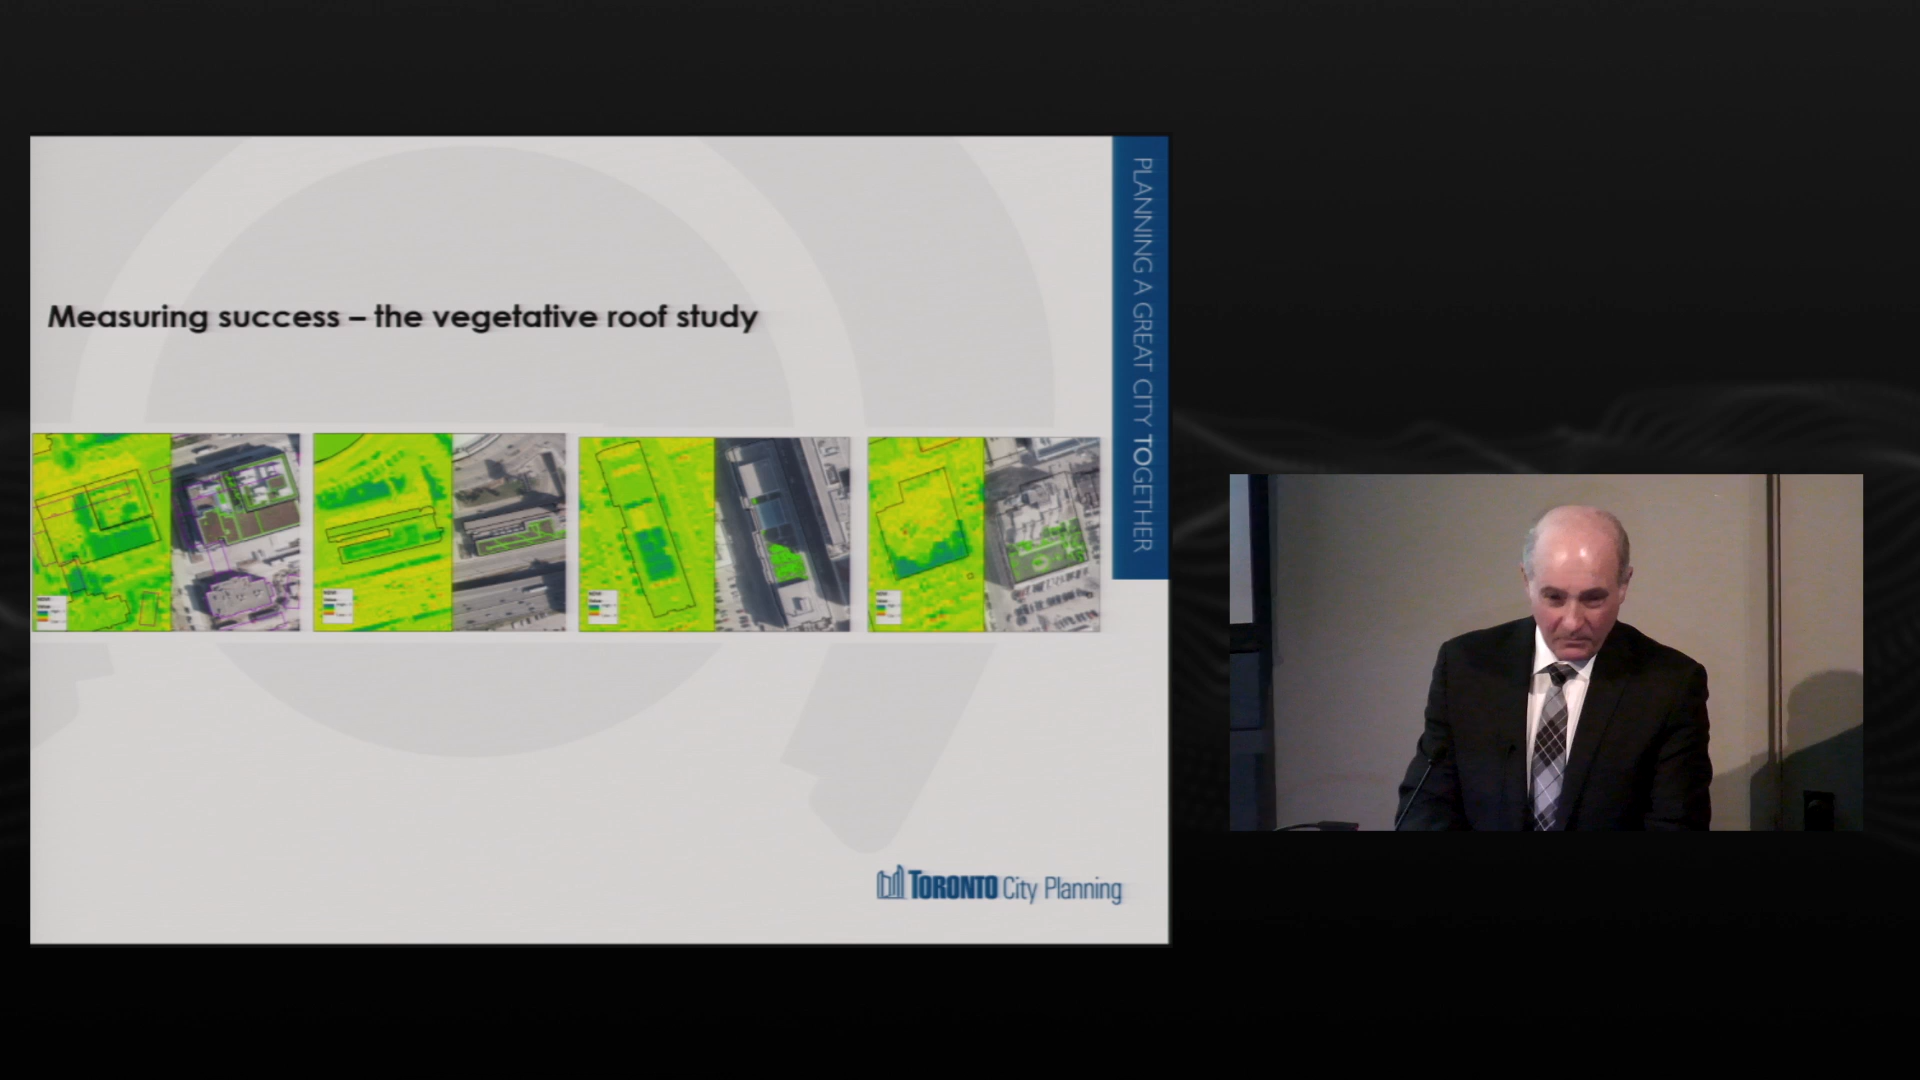 Measuring success – the vegetative roof study
PLANNING A GREAT CITY TOGETHER
TORONTO City Planning